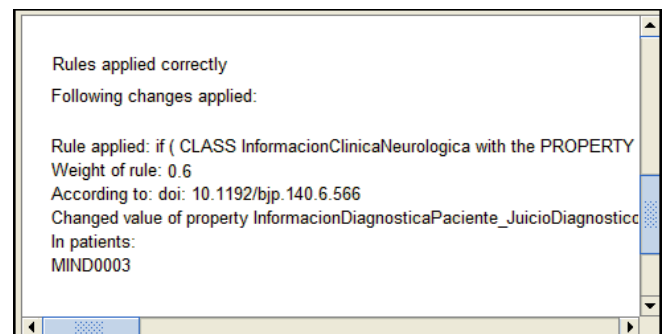 Rules applied correctly
Following changes applied:
Rule applied: if ( CLASS InformacionClinicaNeurologica with the PROPERTY
Weight of rule: 0.6
According to: doi: 10.1192/bjp.140.6.566
Changed value of property InformacionDiagnosticaPaciente_JuicioDiagnostico
In patients:
MIND0003